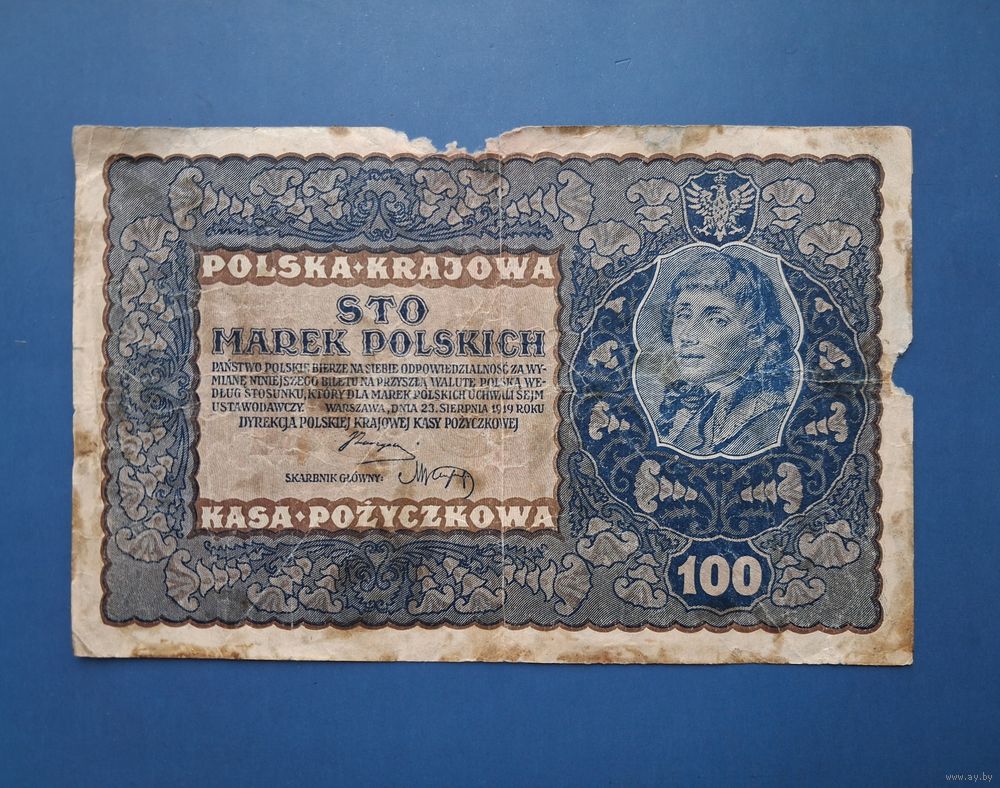 POLSKA KRAJOWA
STO
MAREK POLSKICH
PAŃSTWO POLSKIE BIERZE NA SIEBIE ODPOWIEDZIALNOŚĆ ZA WY-
MIANĘ NINIEJSZEGO BILETU NA PRZYSZŁĄ WALUTĘ POLSKĄ WE-
DŁUG STOSUNKU, KTÓRY DLA MAREK POLSKICH UCHWALI SEJM
USTAWODAWCZY. WARSZAWA, DNIA 23. SIERPNIA 1919 ROKU
DYREKCJA POLSKIEJ KRAJOWEJ KASY POŻYCZKOWEJ
SKARBNIK GŁÓWNY:
KASA POŻYCZKOWA
100
www.ay.by